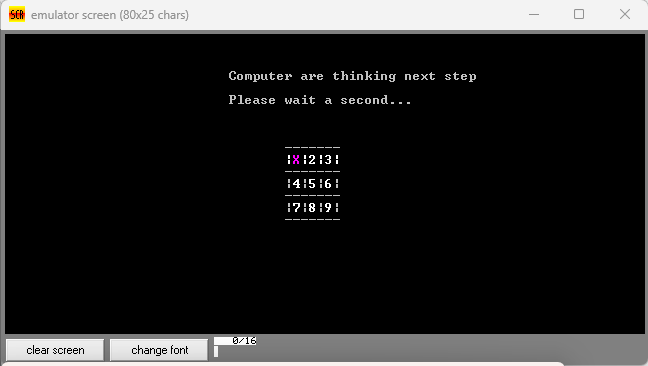 emulator screen (80x25 chars)
Computer are thinking next step
Please wait a second...
-------
|X|2|3|
-------
|4|5|6|
-------
|7|8|9|
-------
clear screen
change font
0/16